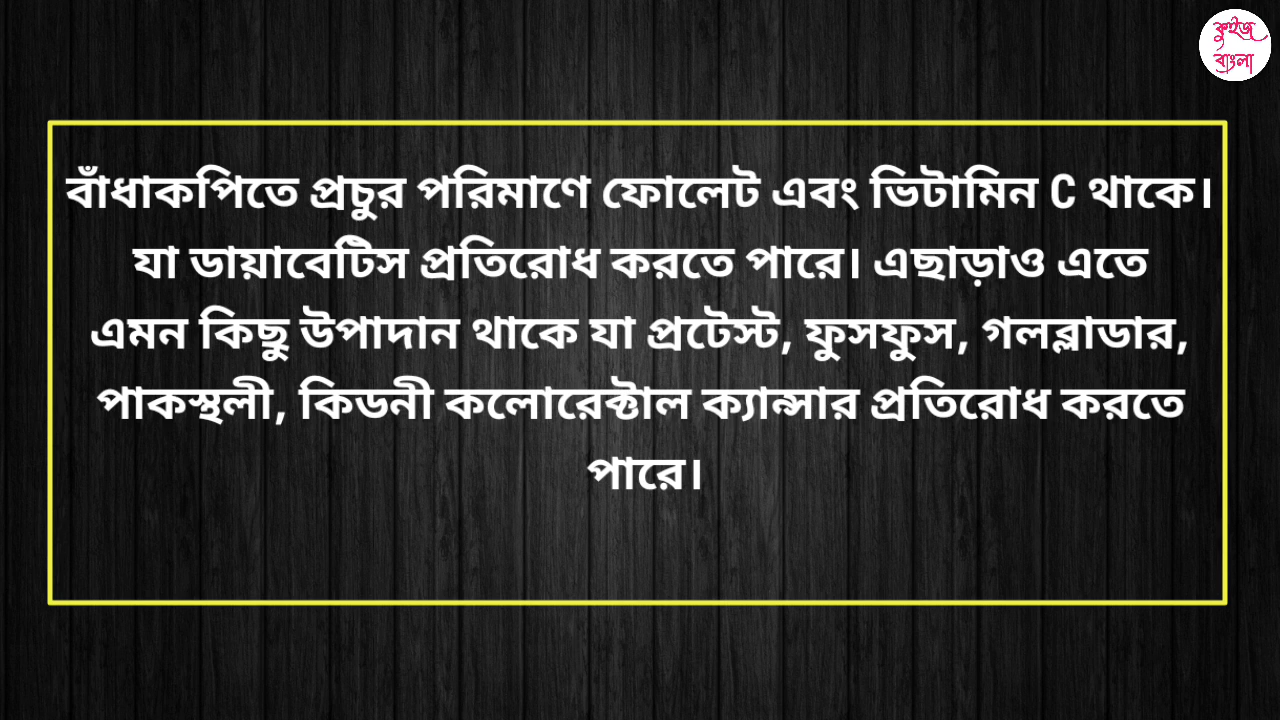 কুইজ
বাংলা
বাঁধাকপিতে প্রচুর পরিমাণে ফোলেট এবং ভিটামিন C থাকে।
যা ডায়াবেটিস প্রতিরোধ করতে পারে। এছাড়াও এতে
এমন কিছু উপাদান থাকে যা প্রটেস্ট, ফুসফুস, গলব্লাডার,
পাকস্থলী, কিডনী কলোরেক্টাল ক্যান্সার প্রতিরোধ করতে
পারে।